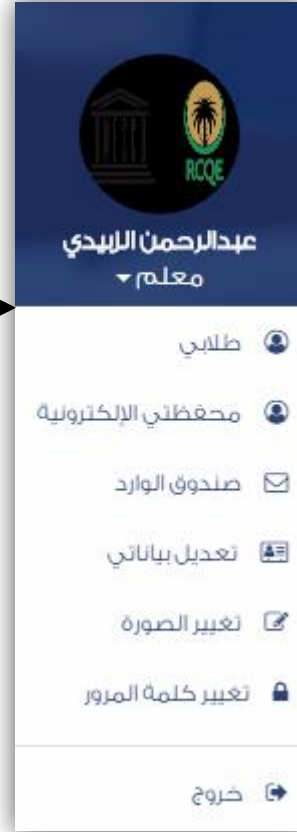 RCQE
عبدالرحمن الزبيدي
معلم
طلابي
محفظتي الإلكترونية
صندوق الوارد
تعديل بياناتي
تغيير الصورة
تغيير كلمة المرور
خروج